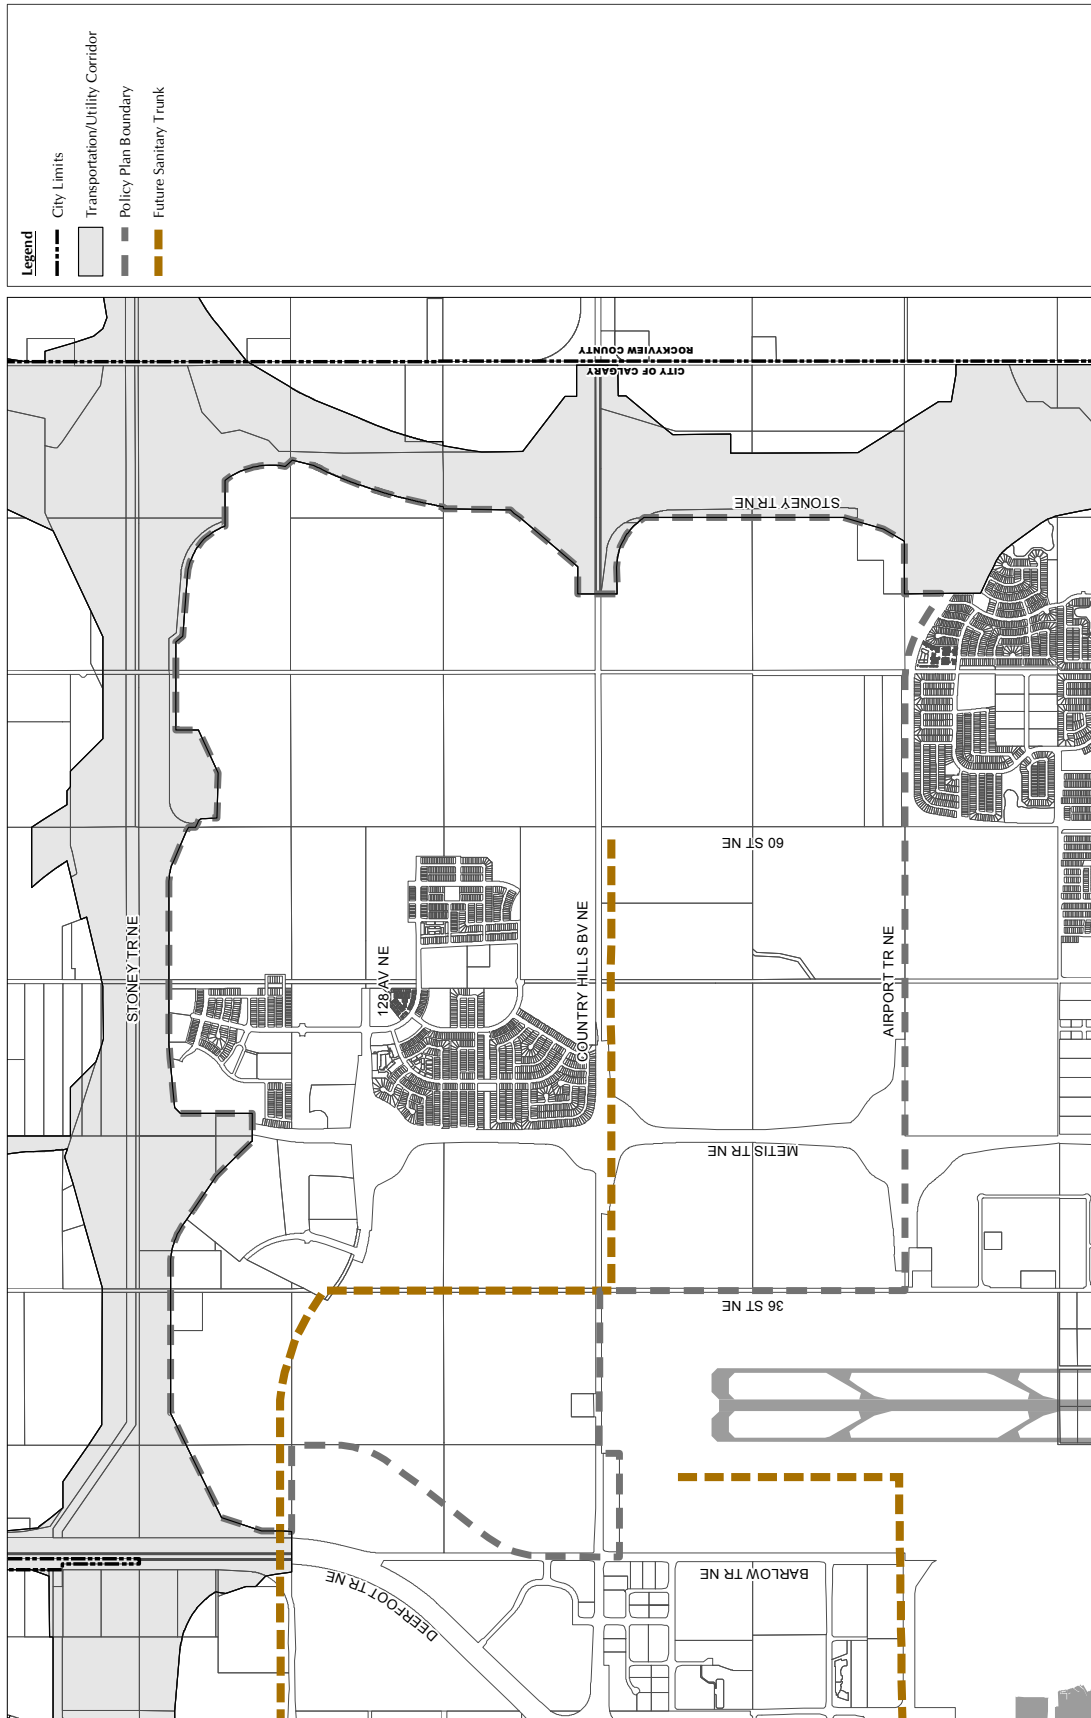 Legend
City Limits
Transportation/Utility Corridor
Policy Plan Boundary
Future Sanitary Trunk
ROCKYVIEW COUNTY
CITY OF CALGARY
STONEY TR NE
STONEY TR NE
60 ST NE
128 AV NE
COUNTRY HILLS BV NE
AIRPORT TR NE
METIS TR NE
36 ST NE
DEERFOOT TR NE
BARLOW TR NE